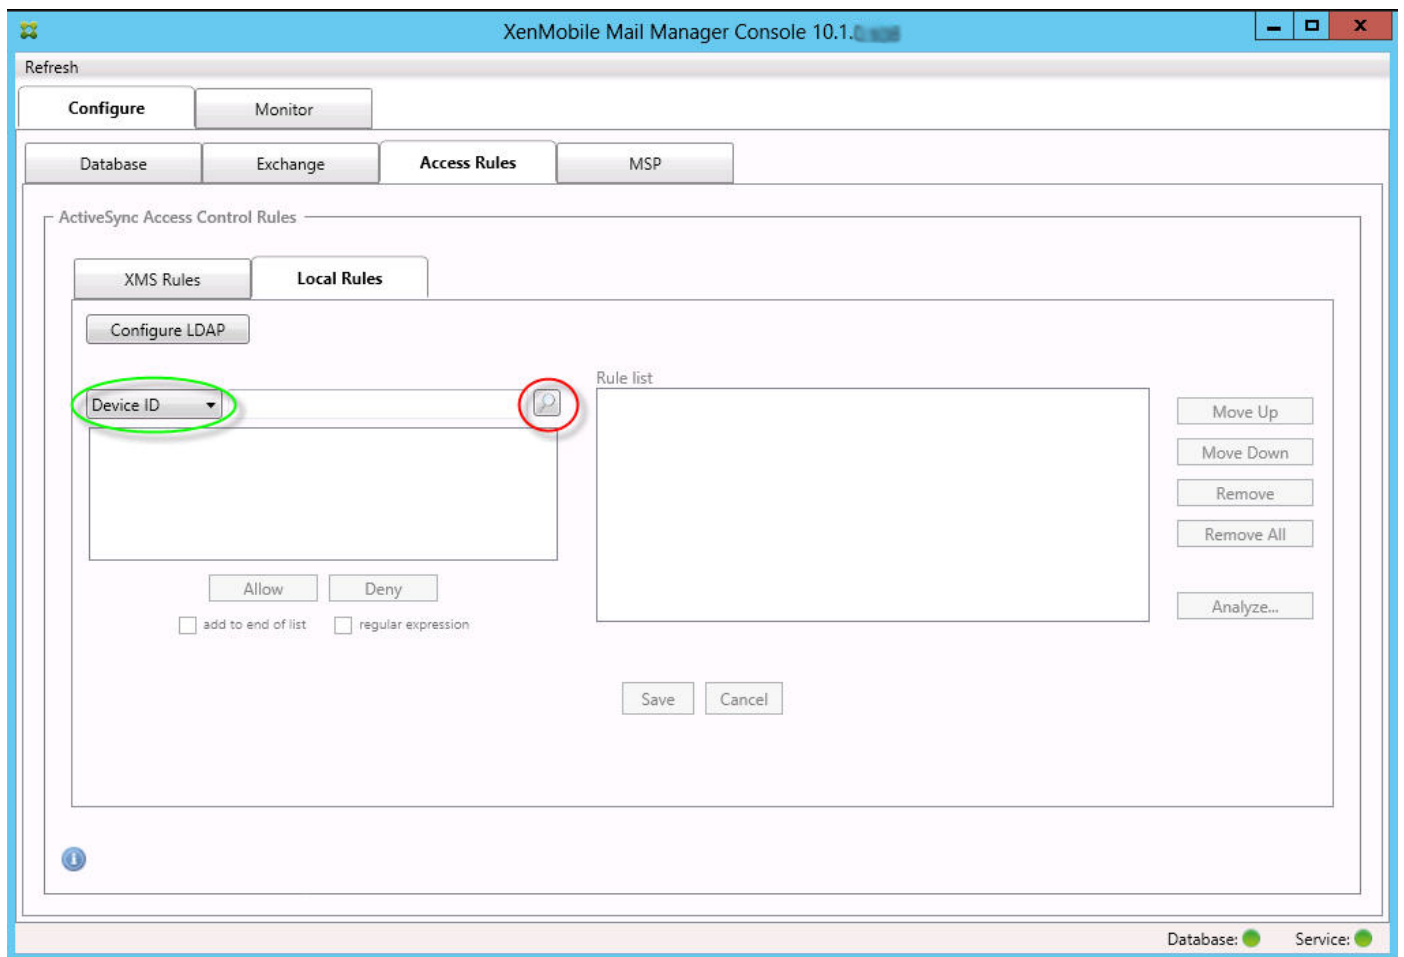 XenMobile Mail Manager Console 10.1.
Refresh
Configure
Monitor
Database
Exchange
Access Rules
MSP
ActiveSync Access Control Rules
XMS Rules
Local Rules
Configure LDAP
Device ID
Rule list
Move Up
Move Down
Remove
Remove All
Allow
Deny
Analyze...
add to end of list
regular expression
Save
Cancel
Database:
Service: